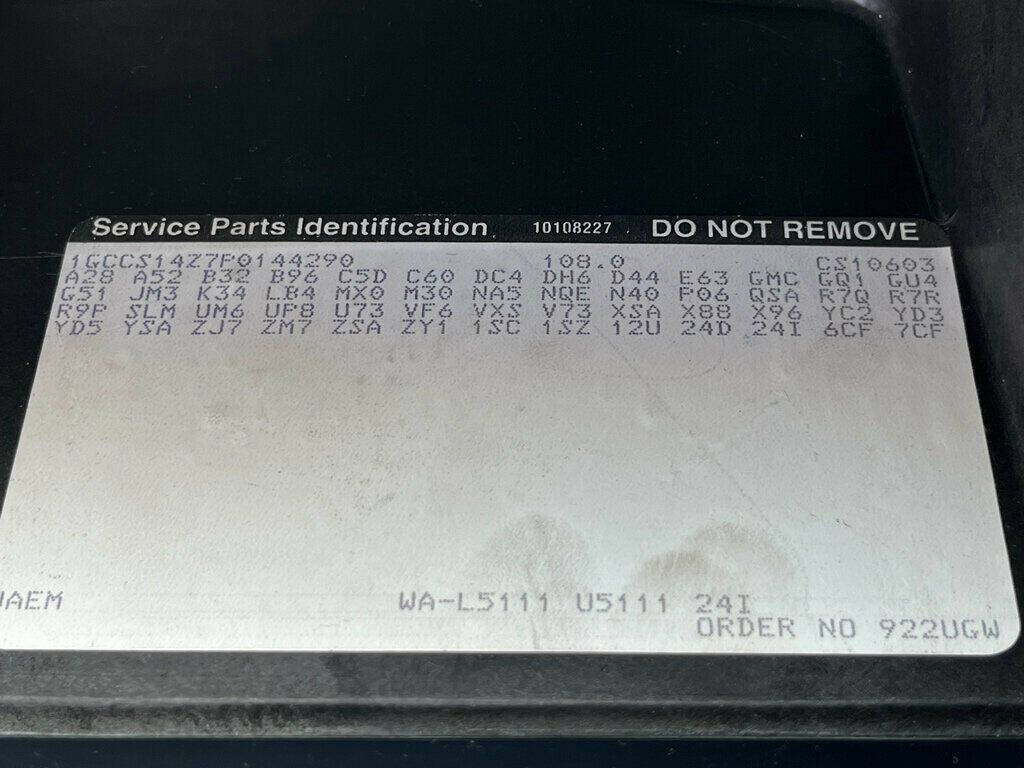 Service Parts Identification 10108227 DO NOT REMOVE
1GCCS14Z7P0144290 108.0 CS10603
A28 A52 B32 B96 C5D C60 DC4 DH6 D44 E63 GMC GQ1 GU4
G51 JM3 K34 LB4 MX0 M30 NA5 NQE N40 P06 QSA R7Q R7R
R9P SLM UM6 UP8 U73 VF6 VXS V73 XSA X88 X96 YC2 YD3
YD5 YSA ZJ7 ZM7 ZSA ZY1 1SC 1SZ 12U 24D 24I 6CF 7CF
AEM WA-L5111 U5111 24I
ORDER NO 922UGW